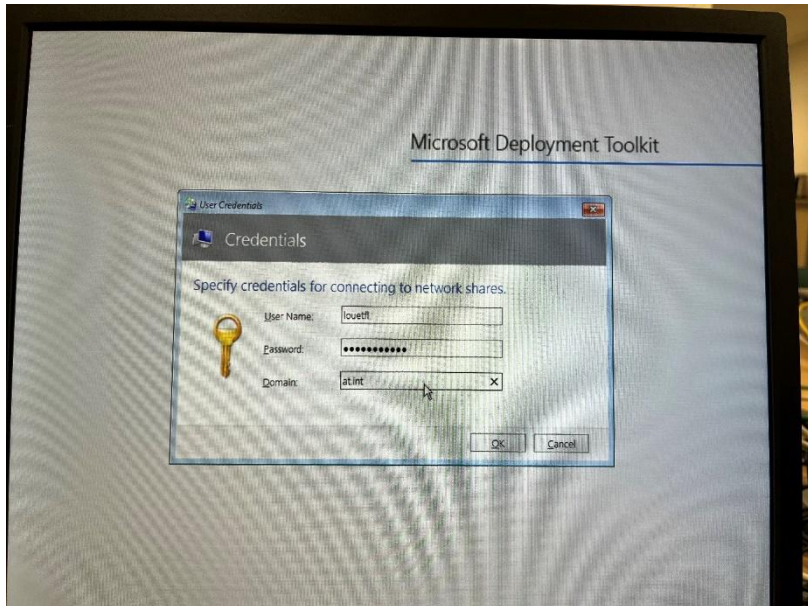 Microsoft Deployment Toolkit
User Credentials
Credentials
Specify credentials for connecting to network shares.
User Name:
Password: ●●●●●●●●●●●
Domain: at.int
OK Cancel